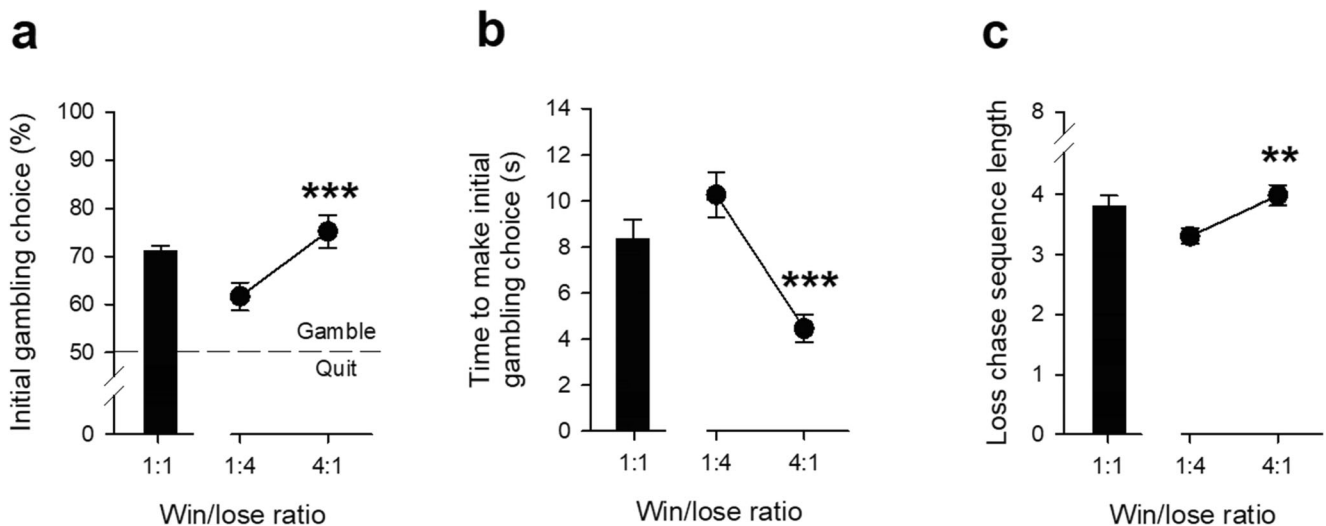 a
Initial gambling choice (%)
100
90
80
70
60
50
0
***
Gamble
Quit
1:1
1:4
4:1
Win/lose ratio
b
Time to make initial
gambling choice (s)
14
12
10
8
6
4
2
0
***
1:1
1:4
4:1
Win/lose ratio
c
Loss chase sequence length
8
4
3
2
1
0
**
1:1
1:4
4:1
Win/lose ratio